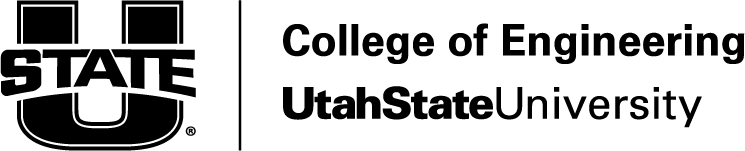 U
STATE
®
College of Engineering
UtahStateUniversity